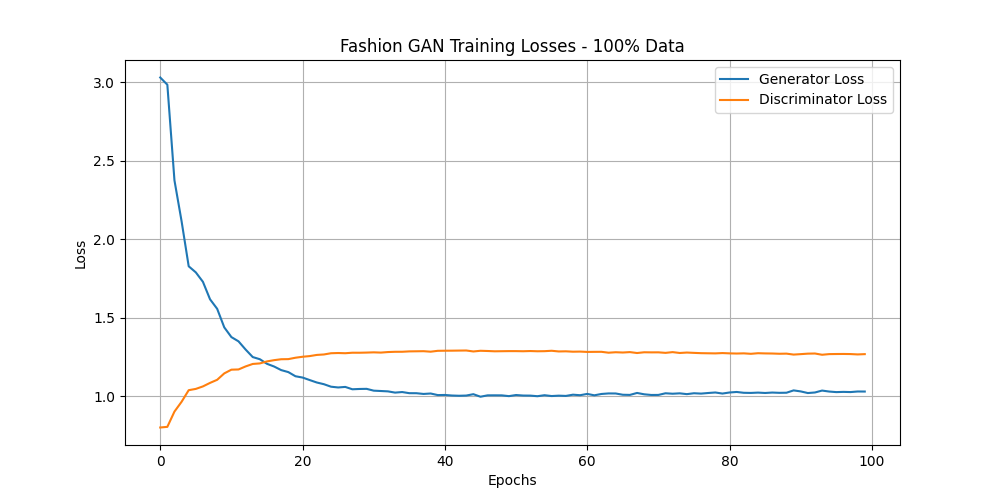 Fashion GAN Training Losses - 100% Data
Generator Loss
Discriminator Loss
3.0
2.5
2.0
1.5
1.0
Loss
0 20 40 60 80 100
Epochs